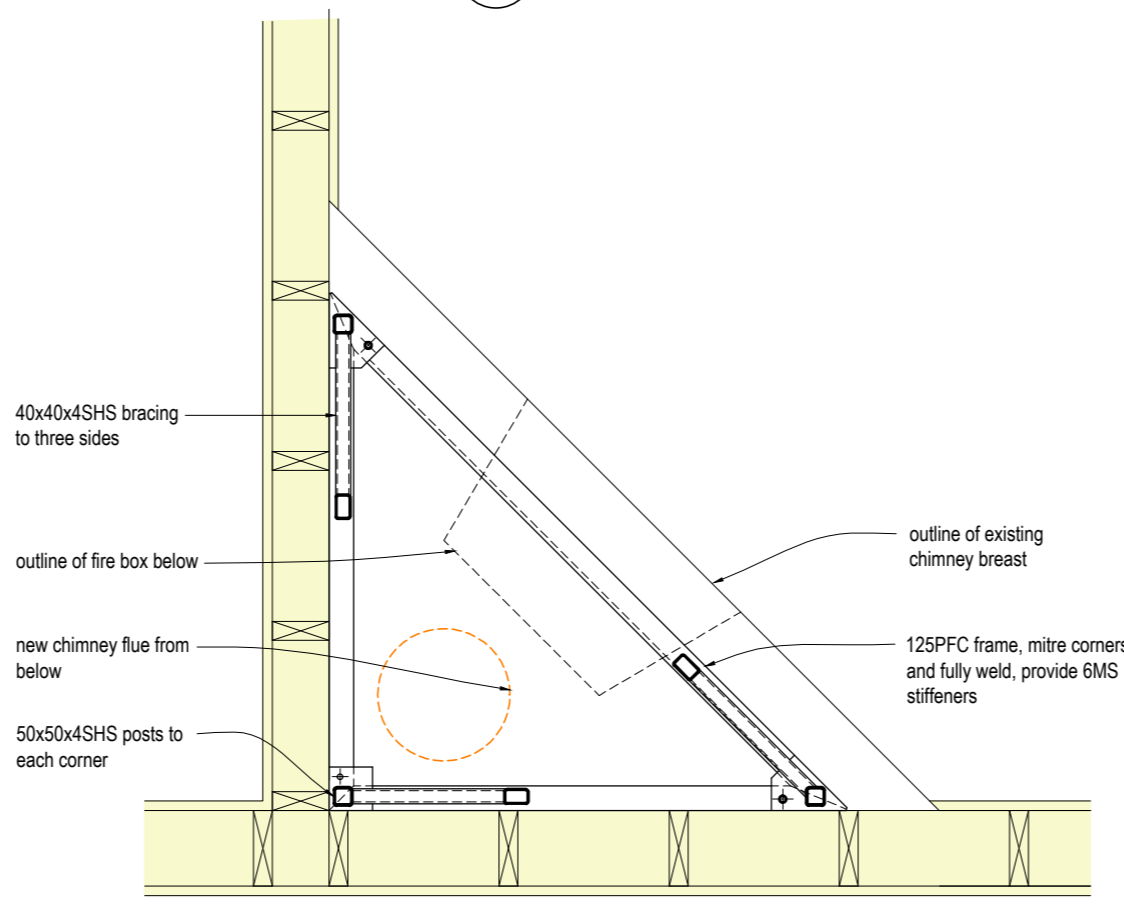 40x40x4SHS bracing
to three sides
outline of fire box below
new chimney flue from
below
50x50x4SHS posts to
each corner
outline of existing
chimney breast
125PFC frame, mitre corners
and fully weld, provide 6MS
stiffeners